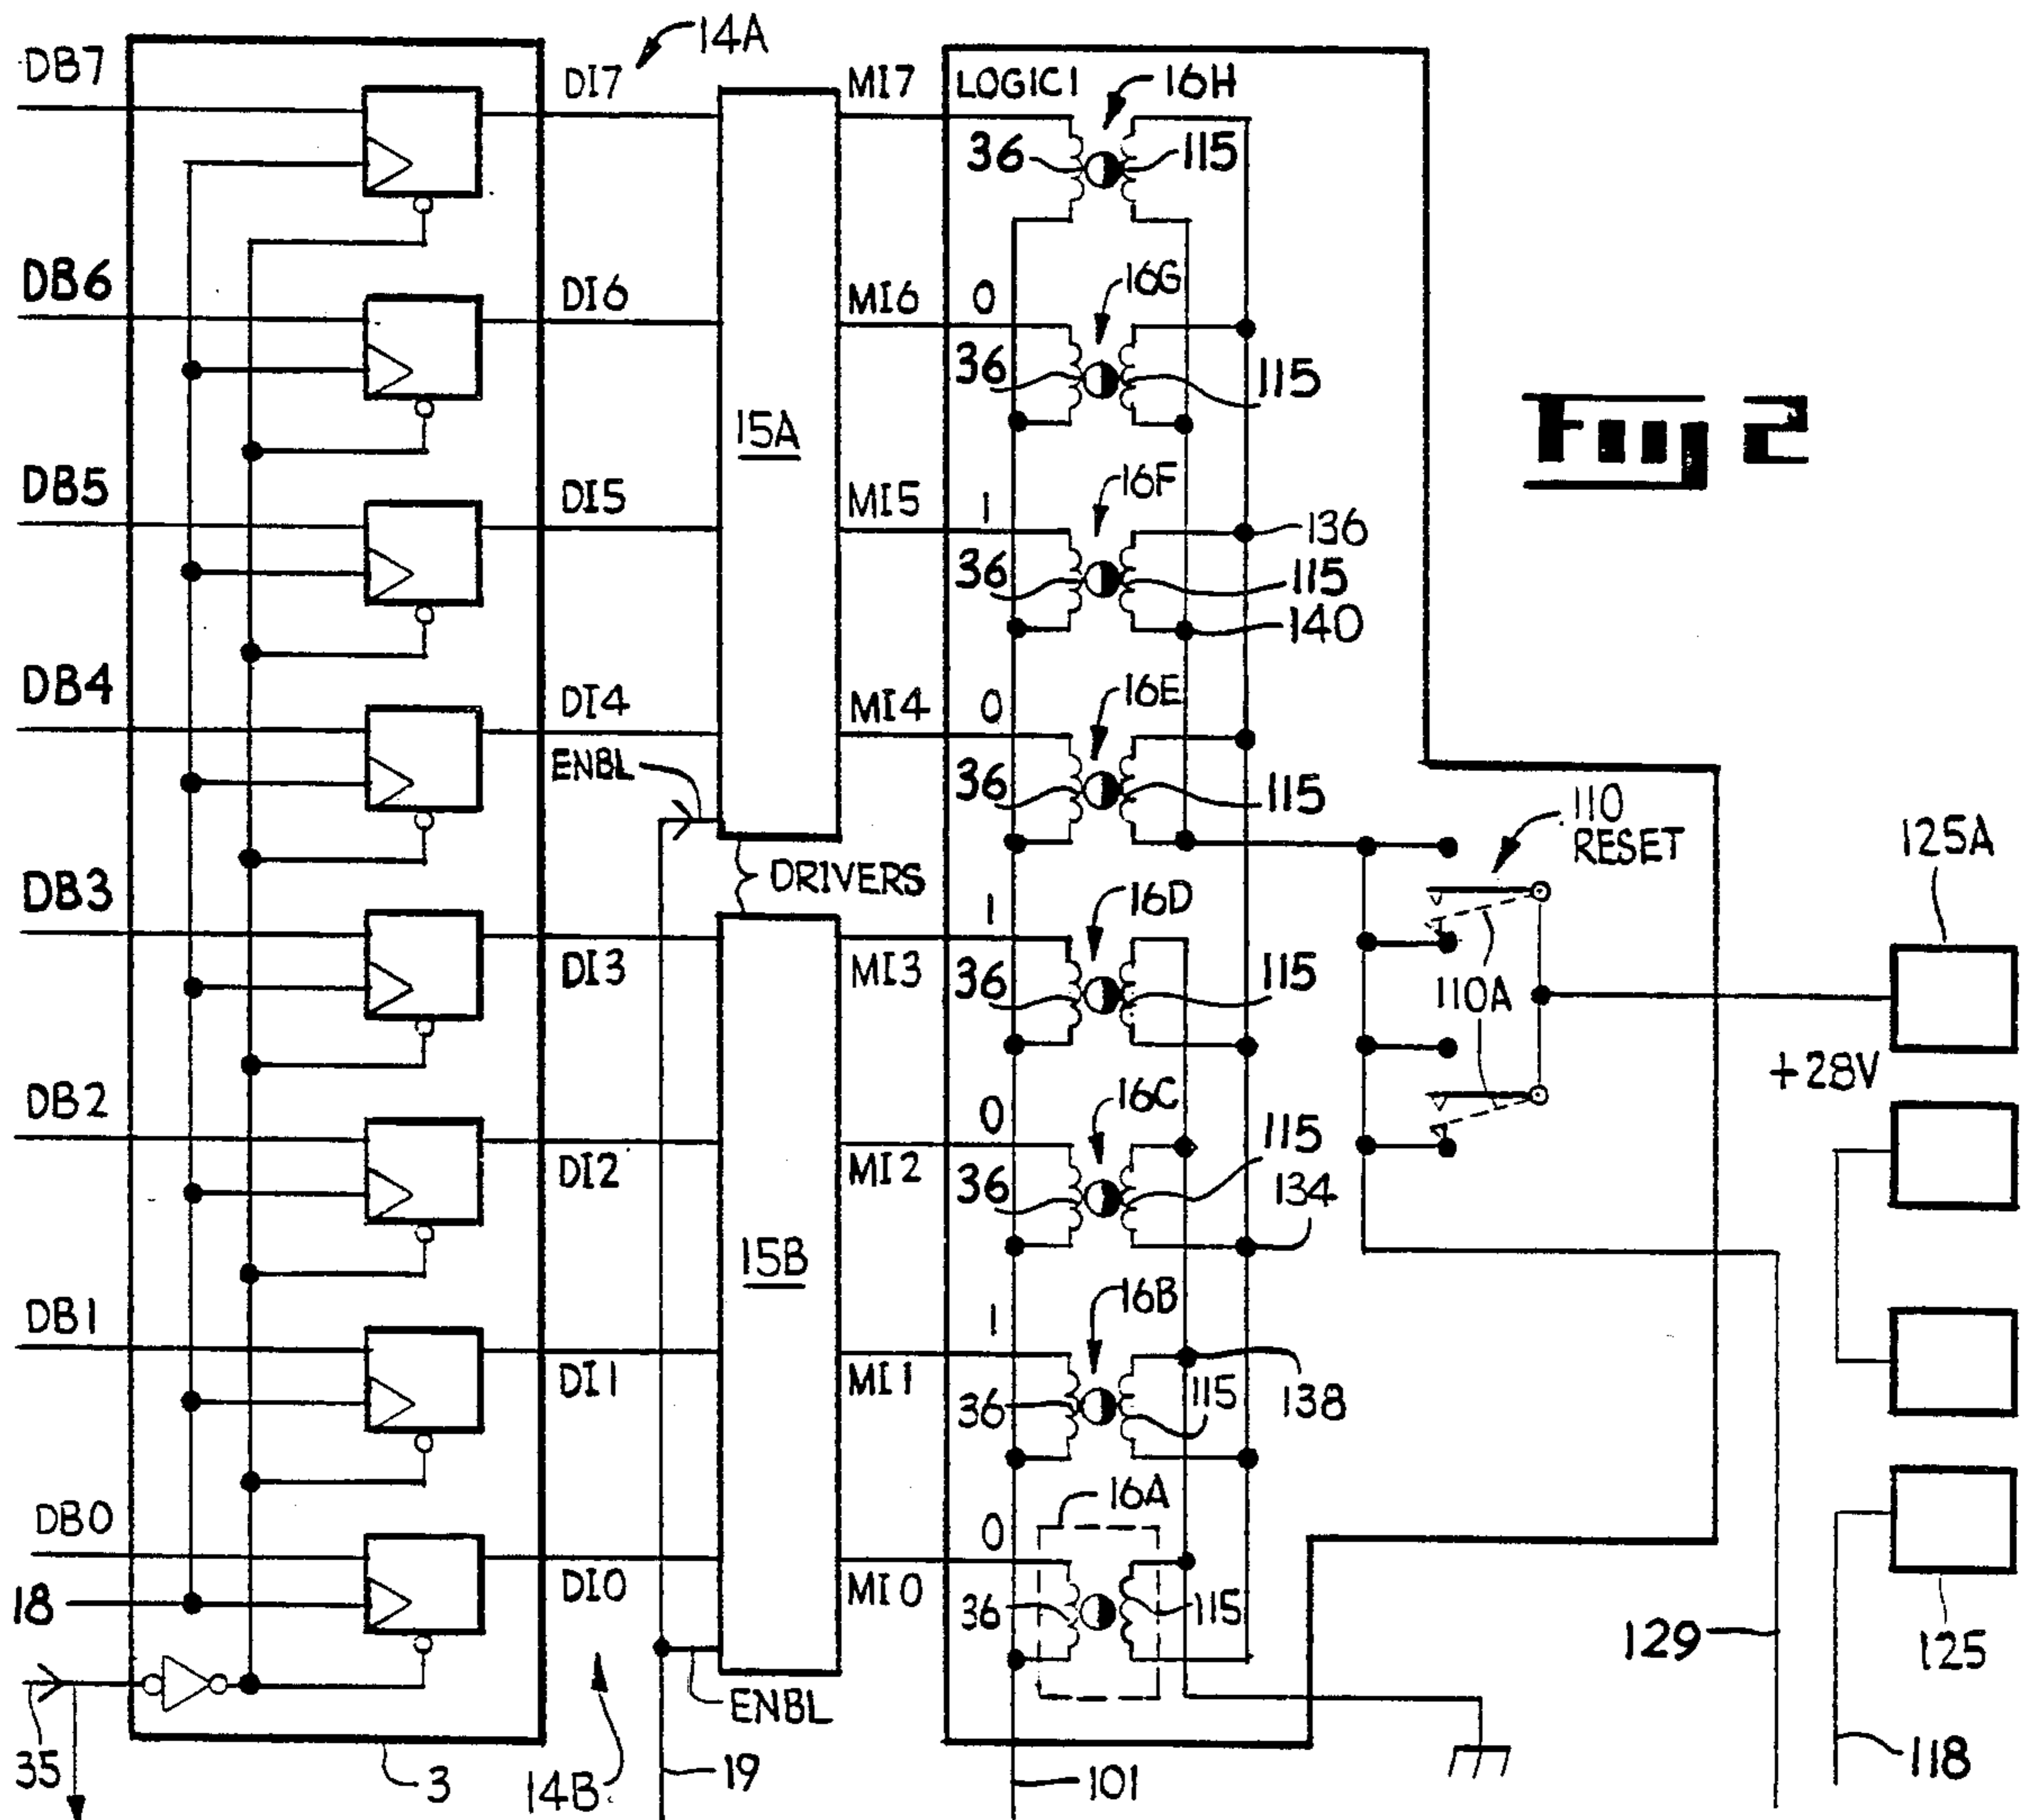 14A
DB7
DI7
MI7
LOGIC 1
16H
36
115
DB6
DI6
MI6
0
16G
36
115
Fig 2
15A
DB5
DI5
MI5
1
16F
136
36
115
140
DB4
DI4
MI4
0
16E
ENBL
36
115
110
RESET
125A
DRIVERS
DB3
1
16D
DI3
MI3
36
115
110A
+28V
DB2
0
16C
DI2
MI2
36
115
134
15B
DB1
1
16B
DI1
MI1
36
115
138
DB0
0
16A
18
DI0
MI0
36
115
129
125
ENBL
35
3
14B
19
101
118